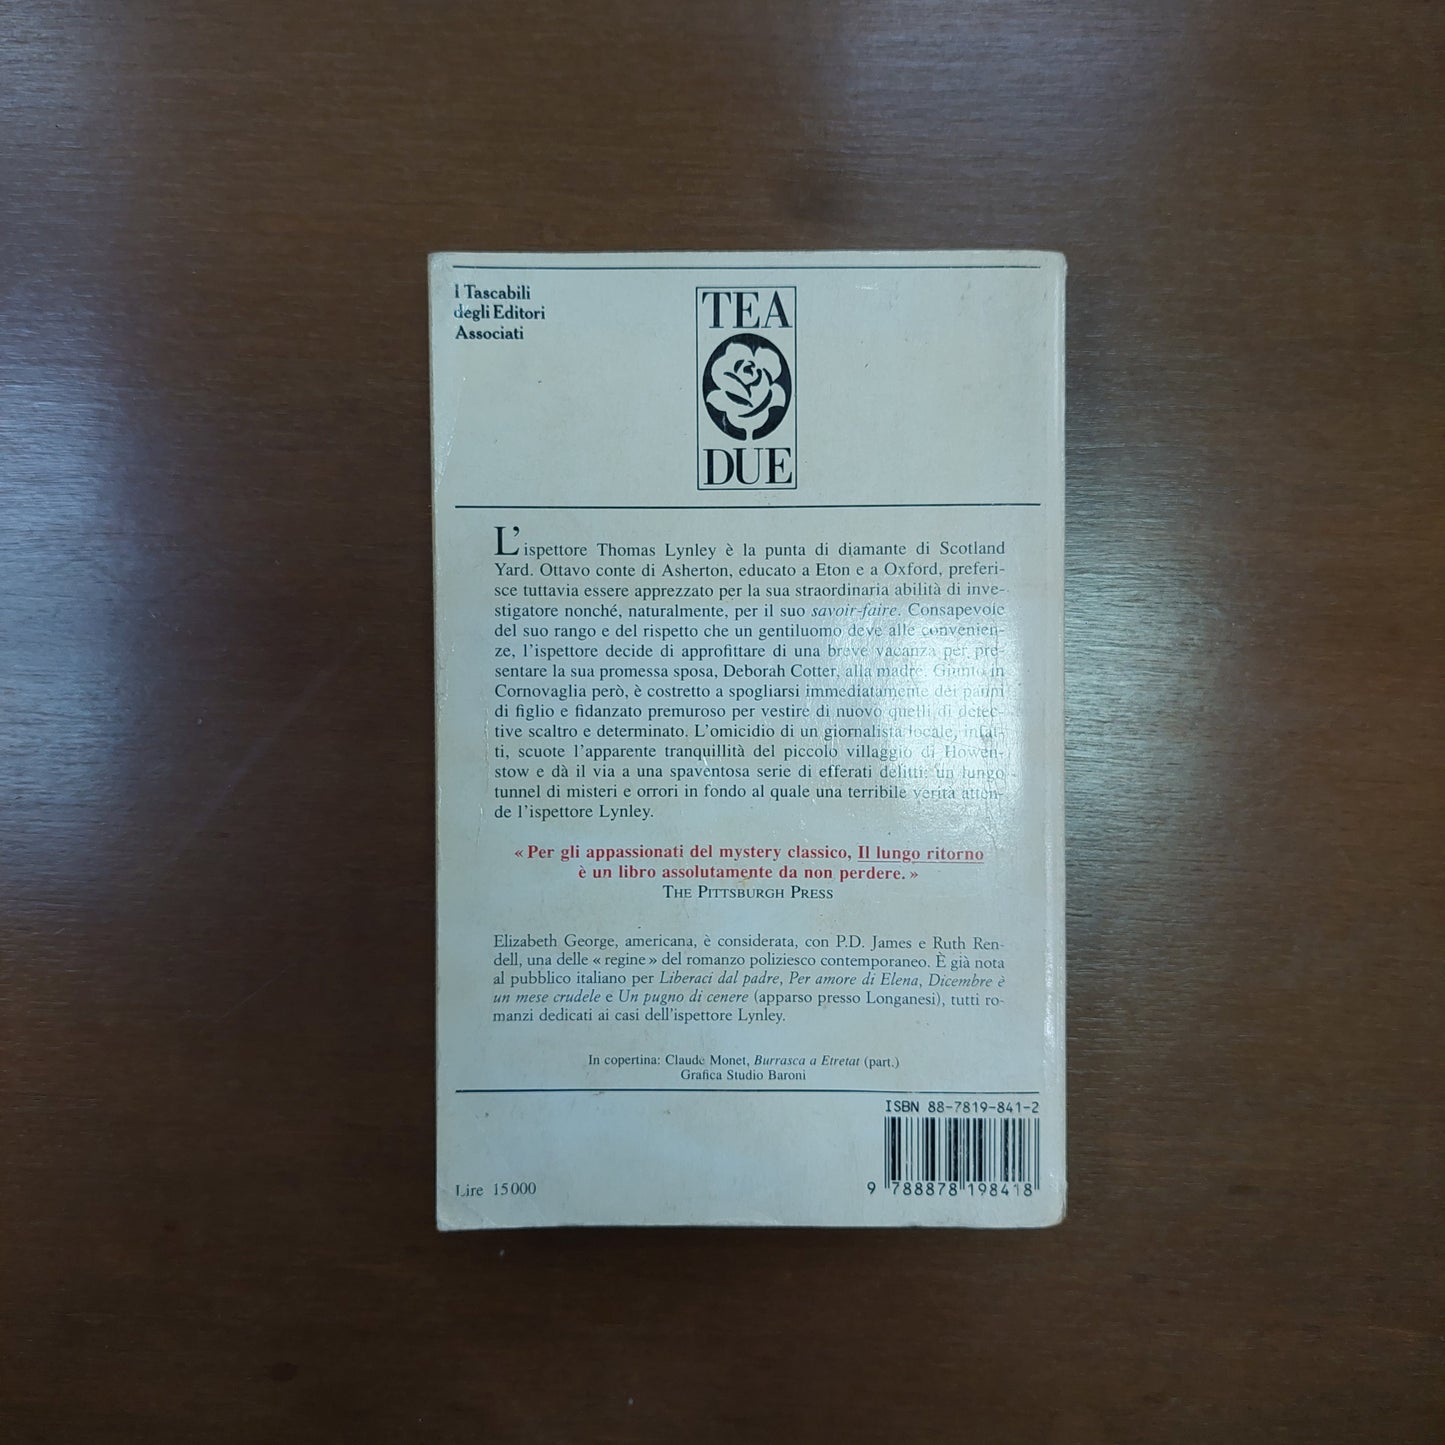 I Tascabili
degli Editori
Associati
TEA
DUE
L'ispettore Thomas Lynley è la punta di diamante di Scotland
Yard. Ottavo conte di Asherton, educato a Eton e a Oxford, preferi-
sce tuttavia essere apprezzato per la sua straordinaria abilità di inve-
stigatore nonché, naturalmente, per il suo savoir-faire. Consapevole
del suo rango e del rispetto che un gentiluomo deve alle convenien-
ze, l'ispettore decide di approfittare di una breve vacanza per pre-
sentare la sua promessa sposa, Deborah Cotter, alla madre. Giunto in
Cornovaglia però, è costretto a spogliarsi immediatamente dei panni
di figlio e fidanzato premuroso per vestire di nuovo quelli di detec-
tive scaltro e determinato. L'omicidio di un giornalista locale, infat-
ti, scuote l'apparente tranquillità del piccolo villaggio di Howen-
stow e dà il via a una spaventosa serie di efferati delitti: un lungo
tunnel di misteri e orrori in fondo al quale una terribile verità atten-
de l'ispettore Lynley.
« Per gli appassionati del mystery classico, Il lungo ritorno
è un libro assolutamente da non perdere. »
THE PITTSBURGH PRESS
Elizabeth George, americana, è considerata, con P.D. James e Ruth Ren-
dell, una delle « regine » del romanzo poliziesco contemporaneo. È già nota
al pubblico italiano per Liberaci dal padre, Per amore di Elena, Dicembre è
un mese crudele e Un pugno di cenere (apparso presso Longanesi), tutti ro-
manzi dedicati ai casi dell'ispettore Lynley.
In copertina: Claude Monet, Burrasca a Etretat (part.)
Grafica Studio Baroni
ISBN 88-7819-841-2
Lire 15 000
9 788878 198418